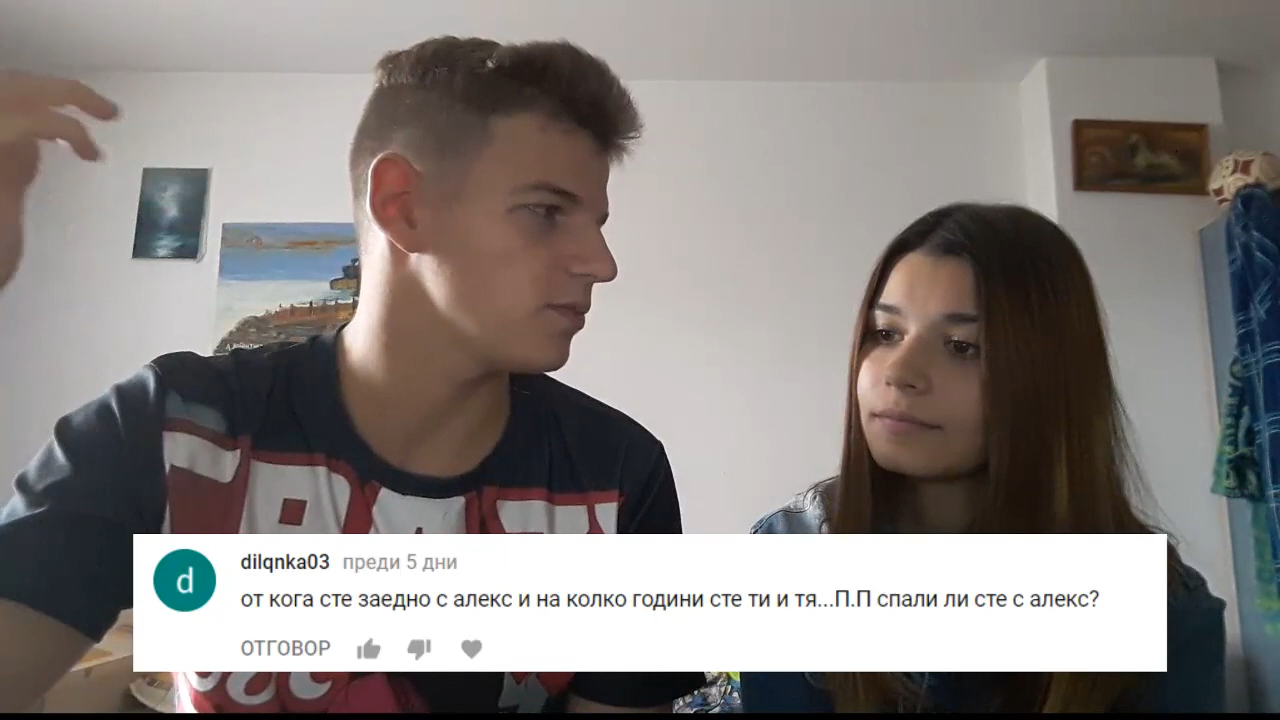 dilqnka03 преди 5 дни
d
от кога сте заедно с алекс и на колко години сте ти и тя...П.П спали ли сте с алекс?
ОТГОВОР